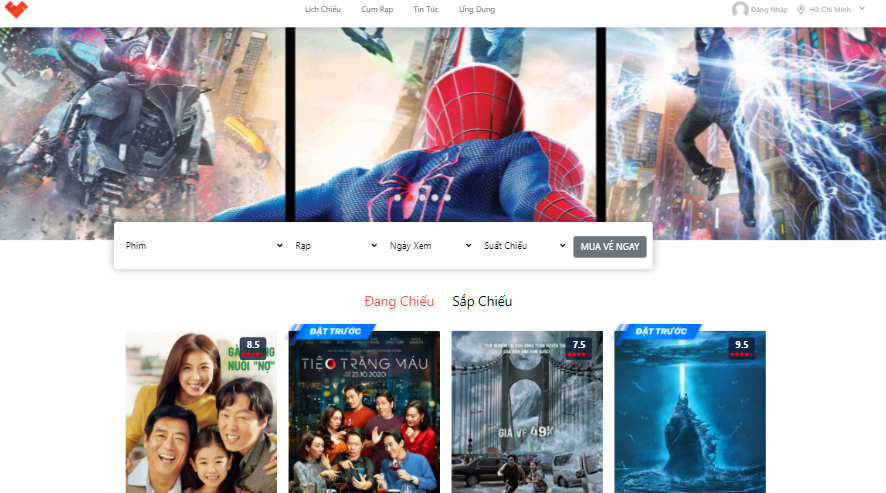 Lịch Chiếu Cụm Rạp Tin Tức Ứng Dụng Đăng Nhập Hồ Chí Minh
Phim Rạp Ngày Xem Suất Chiếu MUA VÉ NGAY
Đang Chiếu Sắp Chiếu
ĐẶT TRƯỚC
ĐẶT TRƯỚC
8.5
NUÔI "NỢ"
TIỆC TRĂNG MÁU
23.10.2020
7.5
GIÁ VÉ 49K
9.5